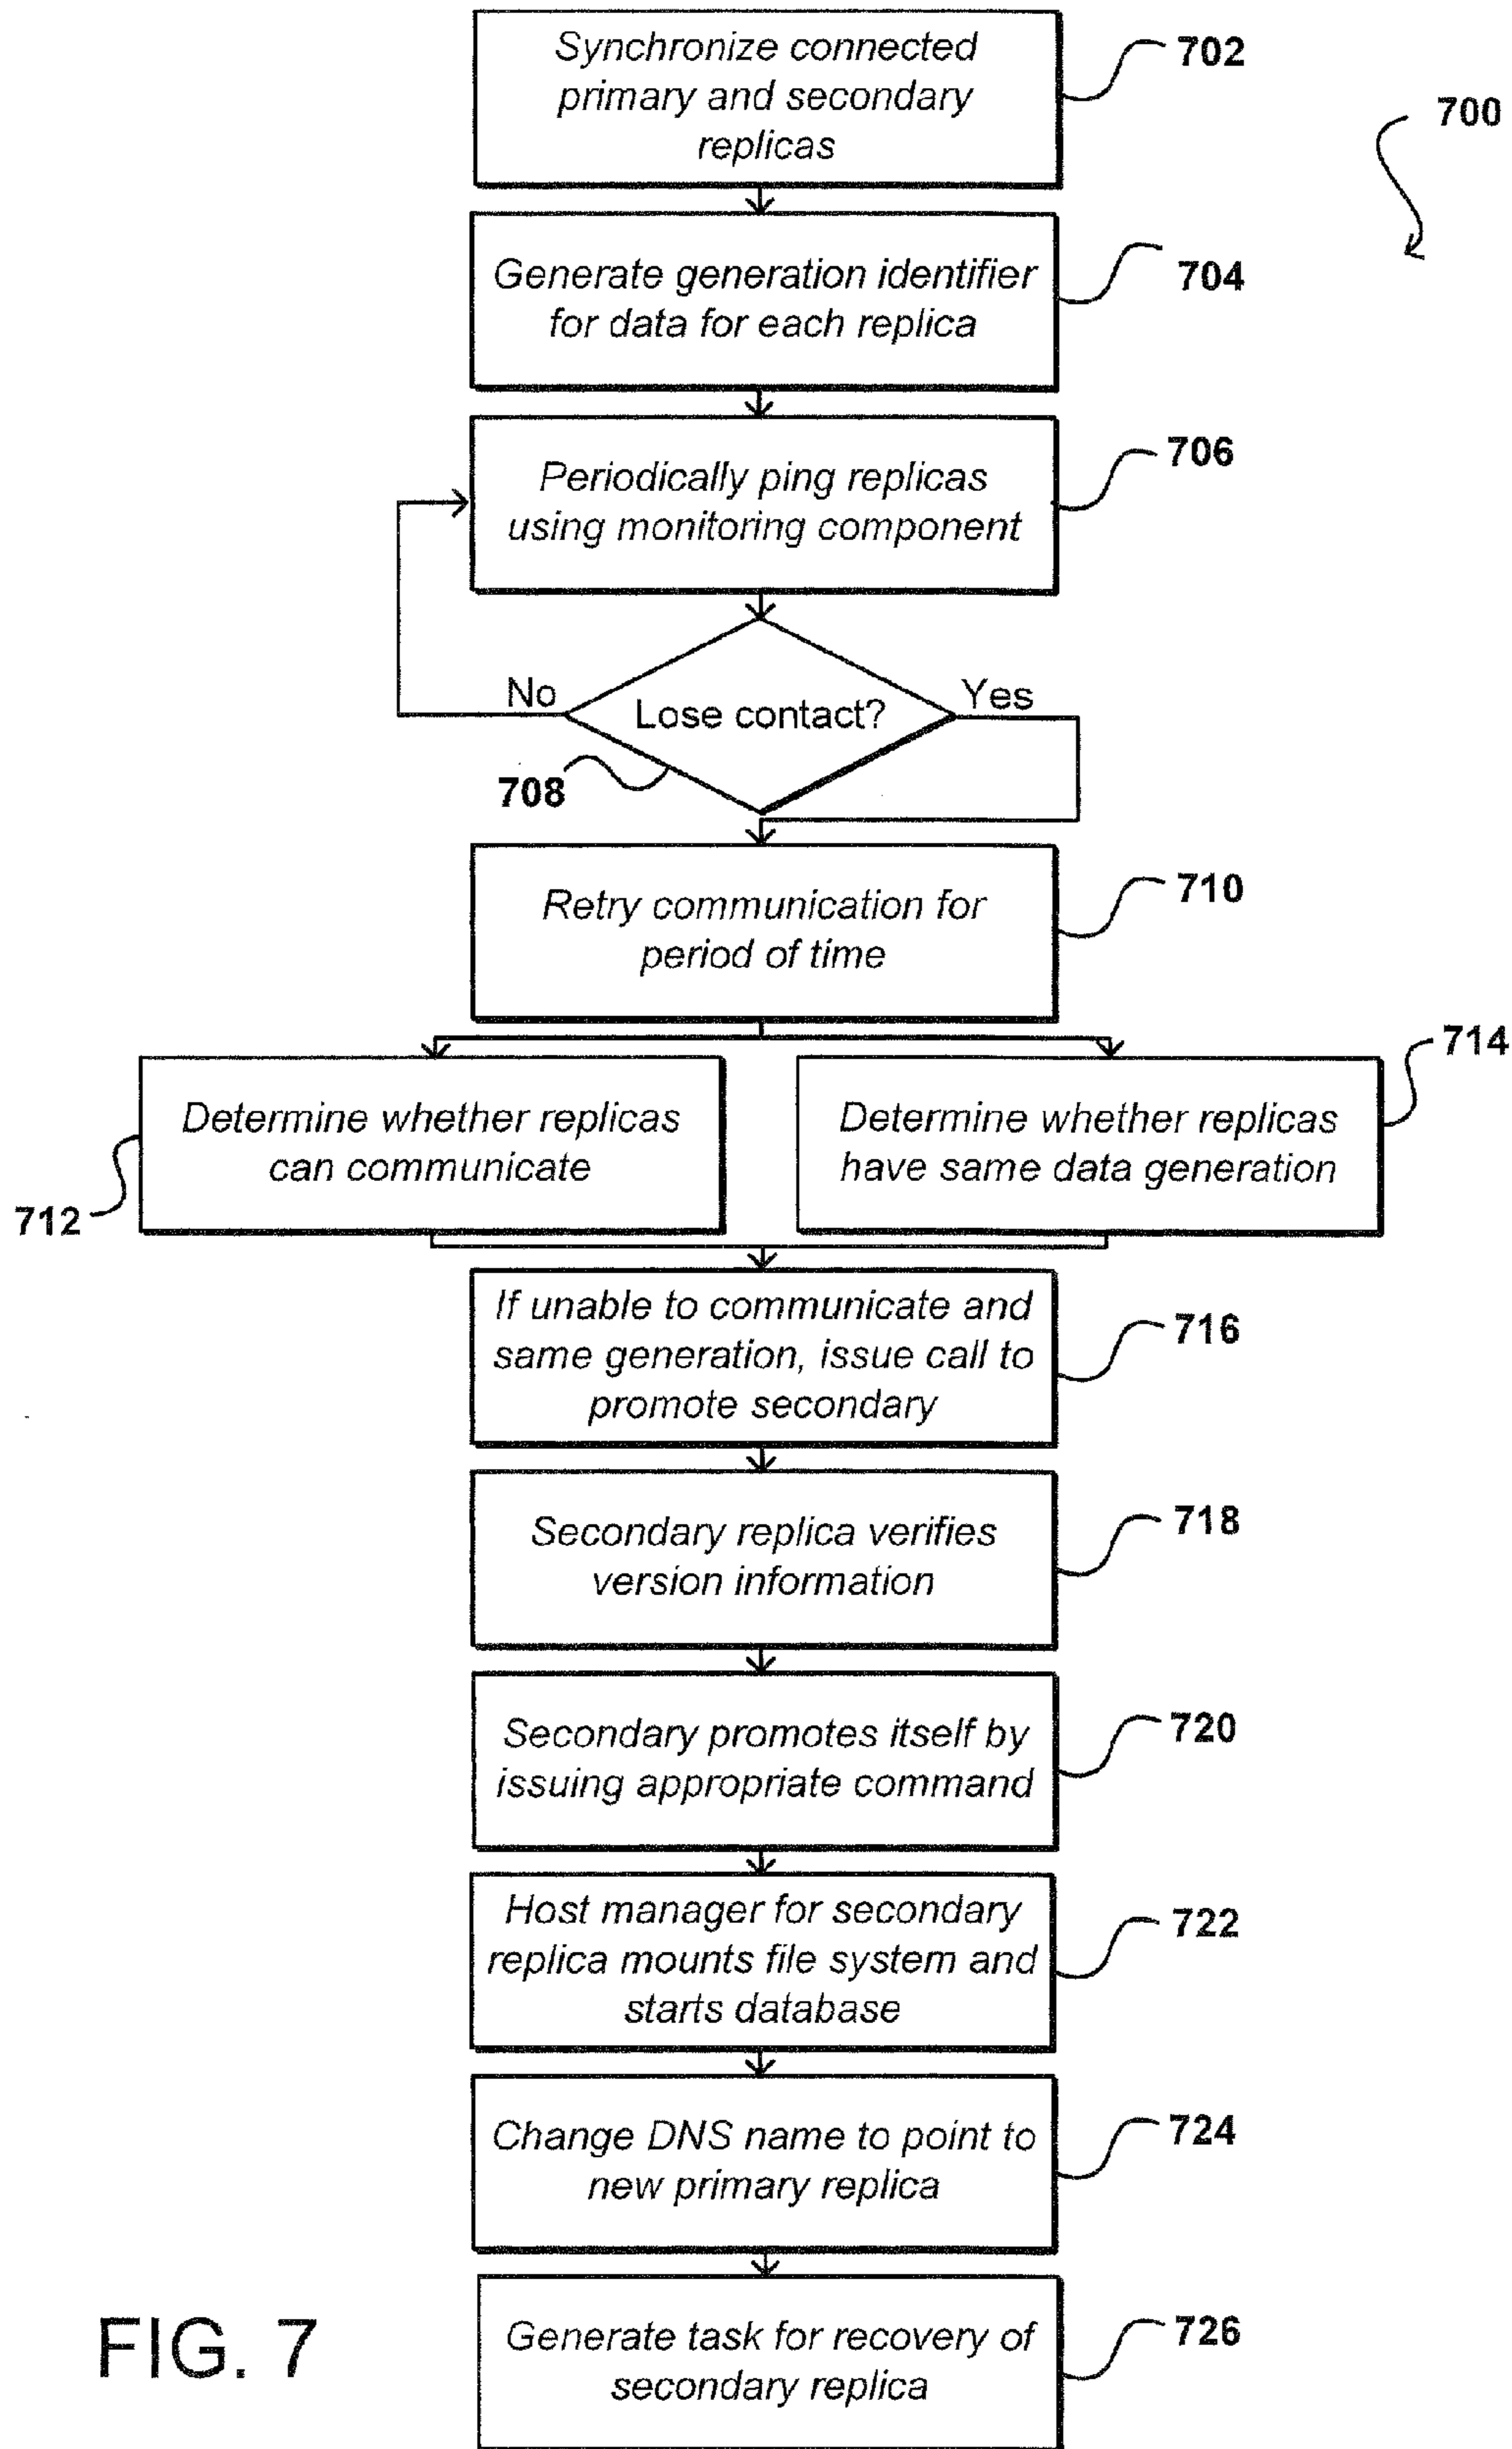 Synchronize connected
primary and secondary
replicas
702
700
Generate generation identifier
for data for each replica
704
Periodically ping replicas
using monitoring component
706
No
Lose contact?
Yes
708
Retry communication for
period of time
710
Determine whether replicas
can communicate
712
Determine whether replicas
have same data generation
714
If unable to communicate and
same generation, issue call to
promote secondary
716
Secondary replica verifies
version information
718
Secondary promotes itself by
issuing appropriate command
720
Host manager for secondary
replica mounts file system and
starts database
722
Change DNS name to point to
new primary replica
724
Generate task for recovery of
secondary replica
726
FIG. 7